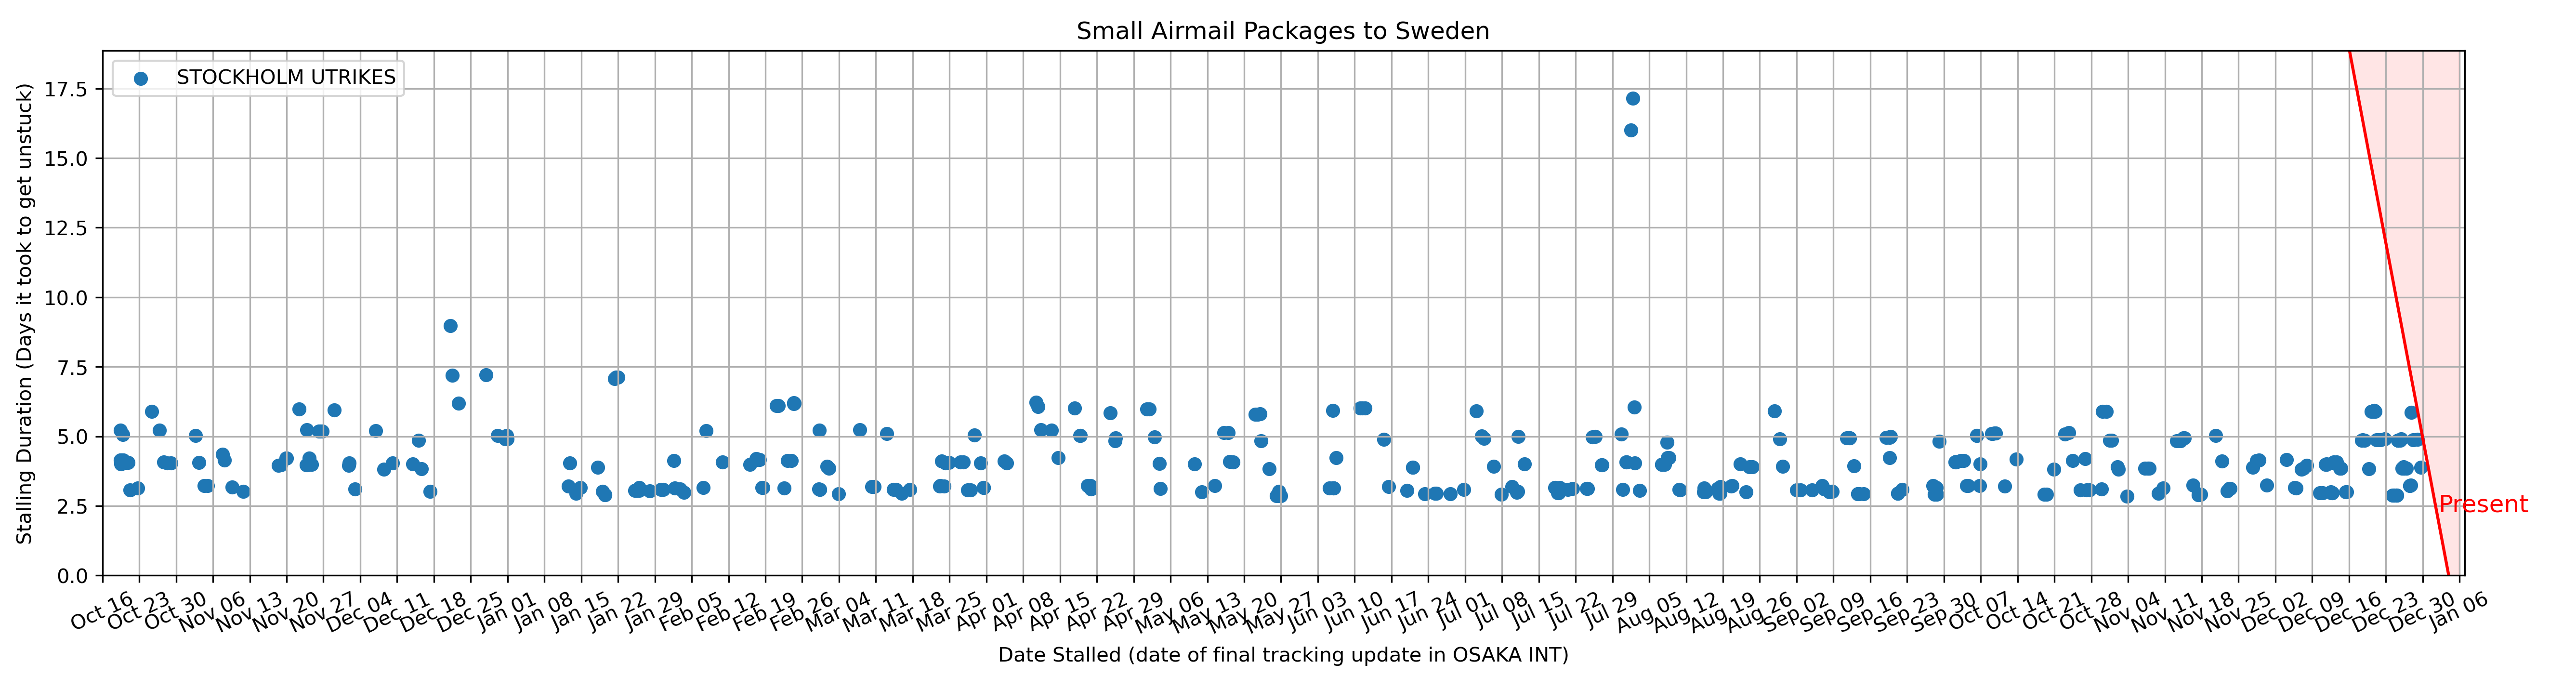 Small Airmail Packages to Sweden
STOCKHOLM UTRIKES
Stalling Duration (Days it took to get unstuck)
17.5
15.0
12.5
10.0
7.5
5.0
2.5
0.0
Present
Oct 16
Oct 23
Oct 30
Nov 06
Nov 13
Nov 20
Nov 27
Dec 04
Dec 11
Dec 18
Dec 25
Jan 01
Jan 08
Jan 15
Jan 22
Jan 29
Feb 05
Feb 12
Feb 19
Feb 26
Mar 04
Mar 11
Mar 18
Mar 25
Apr 01
Apr 08
Apr 15
Apr 22
Apr 29
May 06
May 13
May 20
May 27
Jun 03
Jun 10
Jun 17
Jun 24
Jul 01
Jul 08
Jul 15
Jul 22
Jul 29
Aug 05
Aug 12
Aug 19
Aug 26
Sep 02
Sep 09
Sep 16
Sep 23
Sep 30
Oct 07
Oct 14
Oct 21
Oct 28
Nov 04
Nov 11
Nov 18
Nov 25
Dec 02
Dec 09
Dec 16
Dec 23
Dec 30
Jan 06
Date Stalled (date of final tracking update in OSAKA INT)